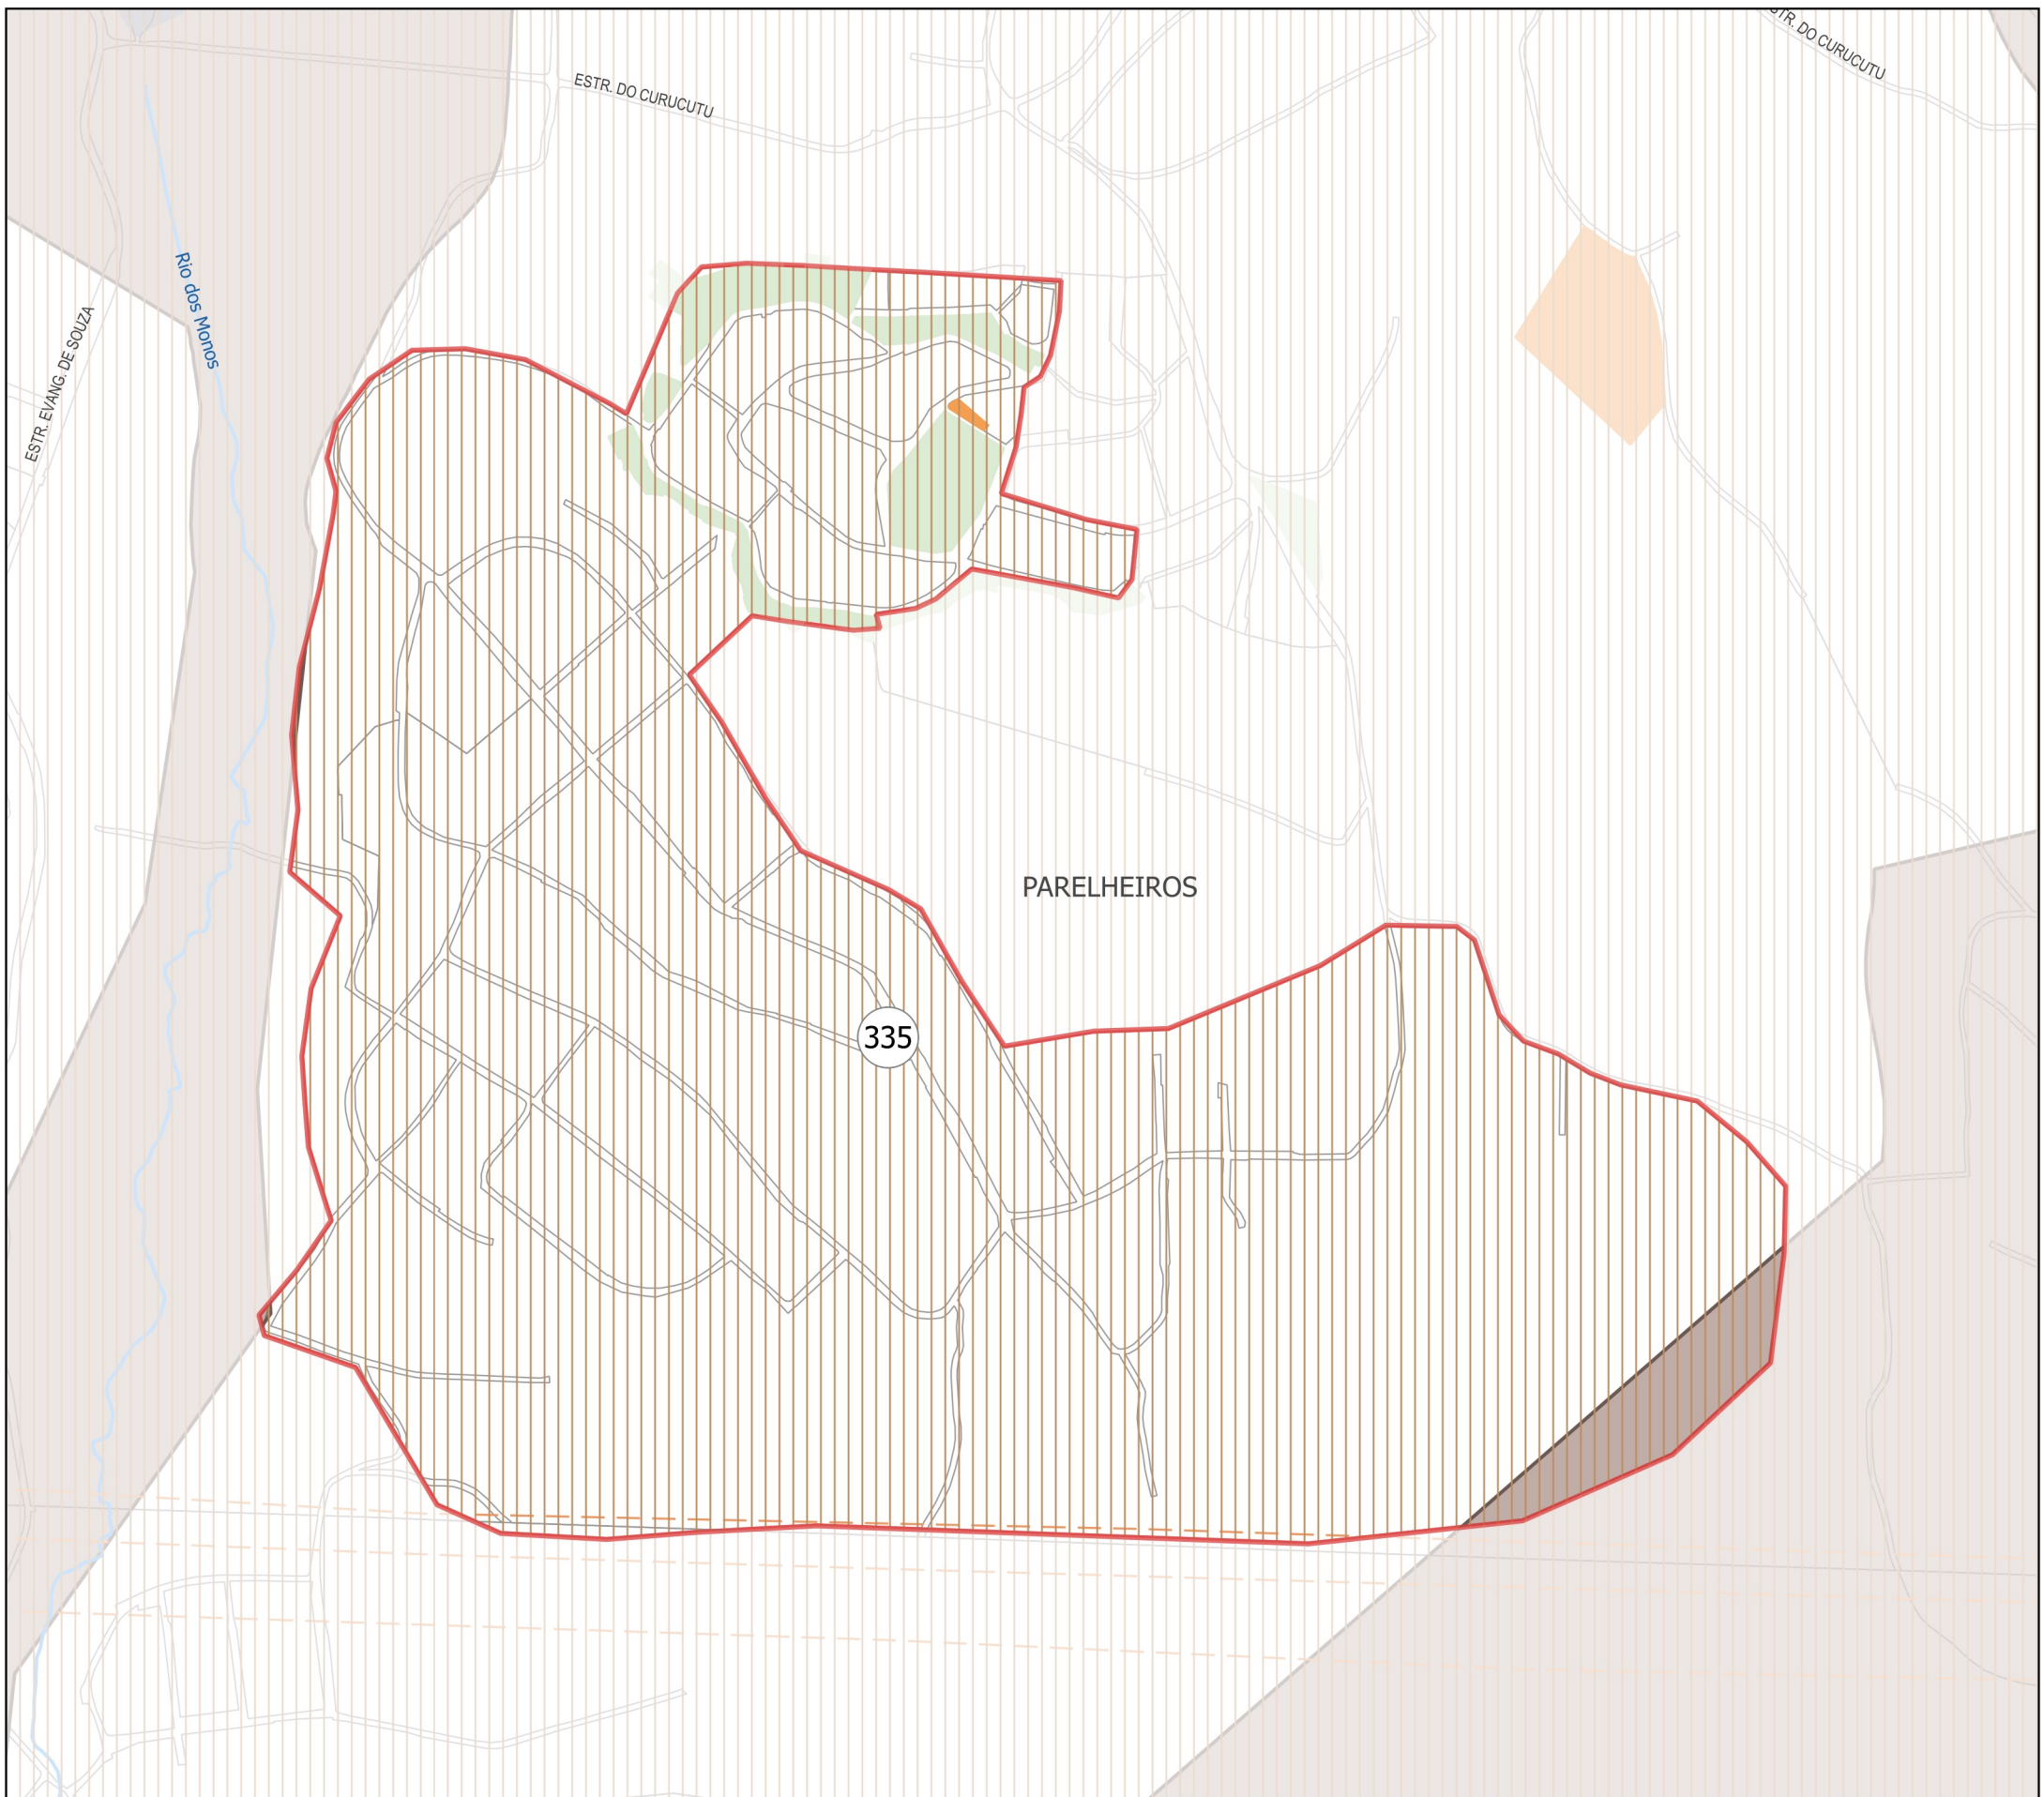 ESTR. DO CURUCUTU
STR. DO CURUCUTU
Rio dos Monos
ESTR. EVANG. DE SOUZA
PARELHEIROS
335